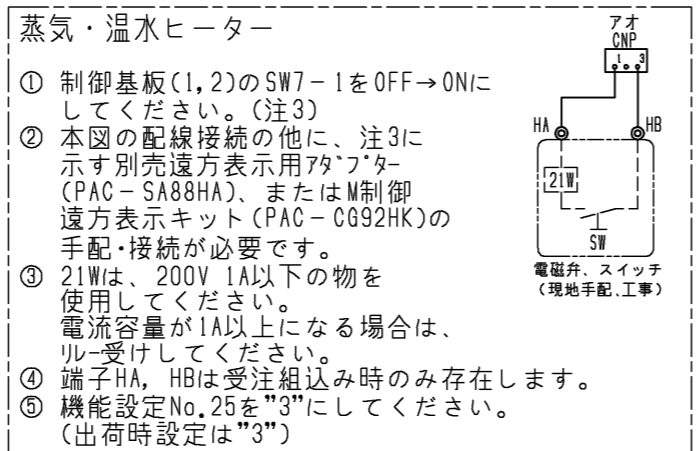 蒸気・温水ヒーター
① 制御基板(1,2)のSW7-1をOFF→ONに
してください。(注3)
② 本図の配線接続の他に、注3に
示す別売遠方表示用ｱﾀﾞﾌﾟﾀｰ
(PAC-SA88HA)、またはM制御
遠方表示キット(PAC-CG92HK)の
手配・接続が必要です。
③ 21Wは、200V 1A以下の物を
使用してください。
電流容量が1A以上になる場合は、
ﾘﾚｰ受けしてください。
④ 端子HA, HBは受注組込み時のみ存在します。
⑤ 機能設定No.25を”3”にしてください。
(出荷時設定は”3”)
アオ
CNP
1 3
HA HB
21W
SW
電磁弁、スイッチ
(現地手配、工事)